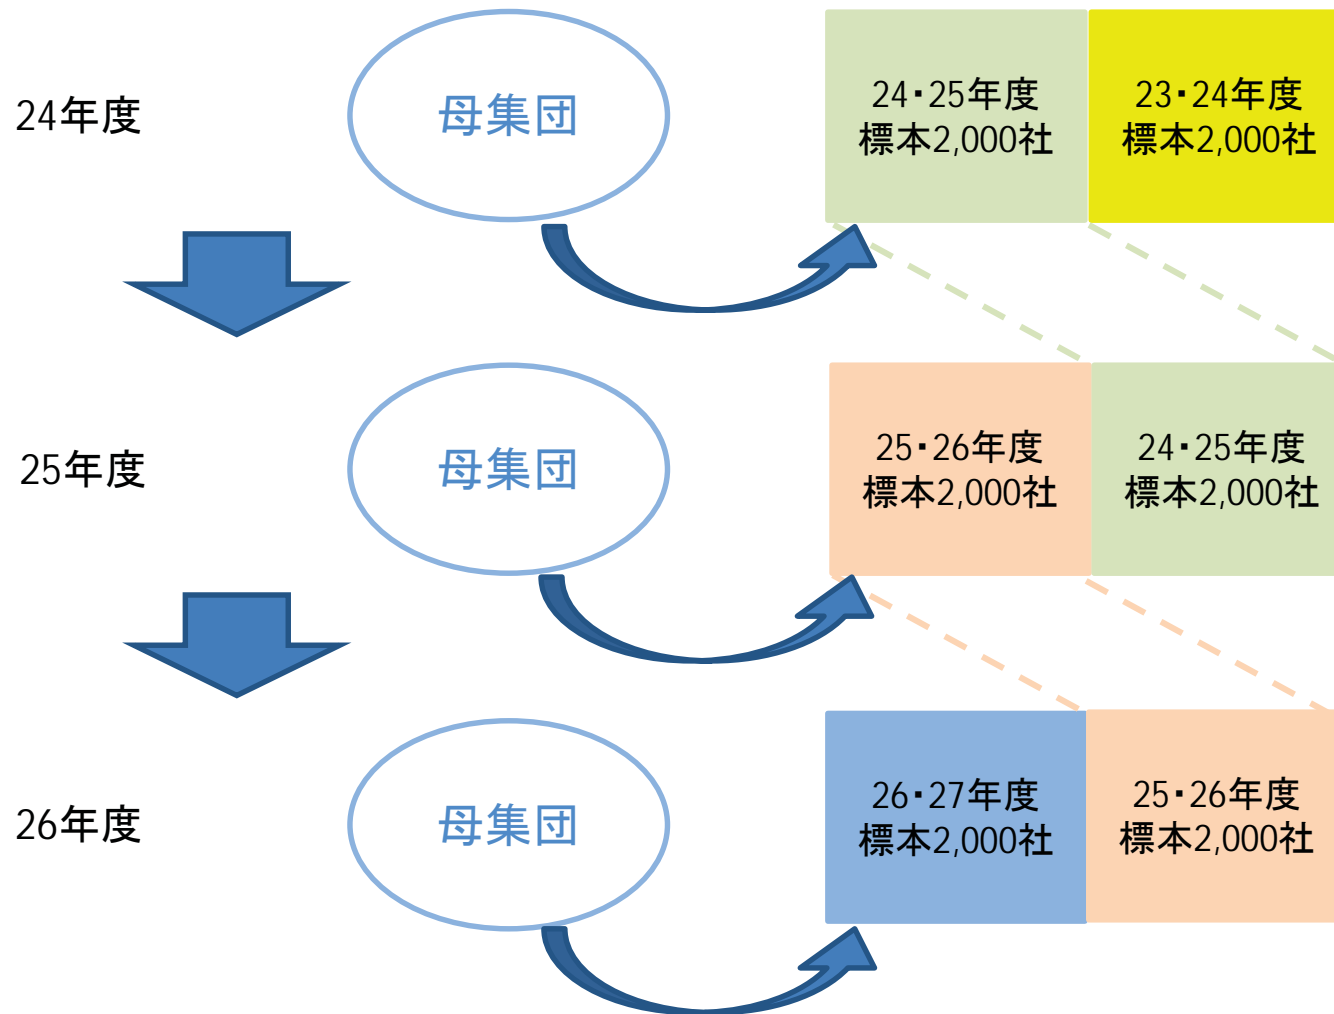 24年度
母集団
24・25年度
標本2,000社
23・24年度
標本2,000社
25年度
母集団
25・26年度
標本2,000社
24・25年度
標本2,000社
26年度
母集団
26・27年度
標本2,000社
25・26年度
標本2,000社